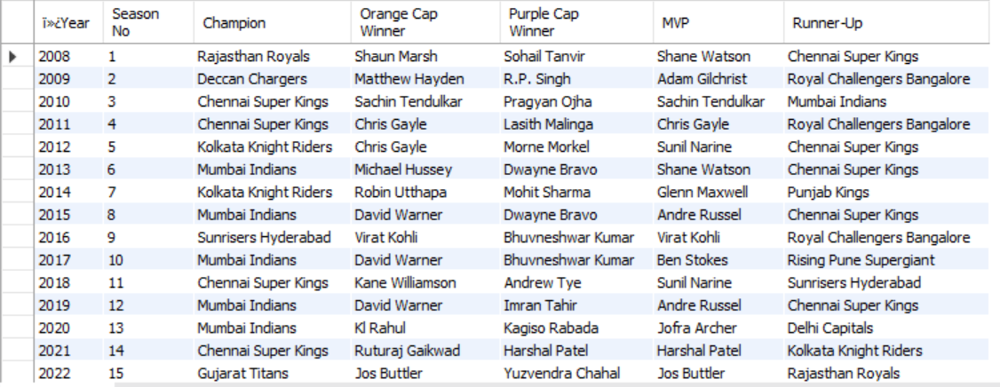 ï»¿Year Season No Champion Orange Cap Winner Purple Cap Winner MVP Runner-Up
2008 1 Rajasthan Royals Shaun Marsh Sohail Tanvir Shane Watson Chennai Super Kings
2009 2 Deccan Chargers Matthew Hayden R.P. Singh Adam Gilchrist Royal Challengers Bangalore
2010 3 Chennai Super Kings Sachin Tendulkar Pragyan Ojha Sachin Tendulkar Mumbai Indians
2011 4 Chennai Super Kings Chris Gayle Lasith Malinga Chris Gayle Royal Challengers Bangalore
2012 5 Kolkata Knight Riders Chris Gayle Morne Morkel Sunil Narine Chennai Super Kings
2013 6 Mumbai Indians Michael Hussey Dwayne Bravo Shane Watson Chennai Super Kings
2014 7 Kolkata Knight Riders Robin Utthapa Mohit Sharma Glenn Maxwell Punjab Kings
2015 8 Mumbai Indians David Warner Dwayne Bravo Andre Russel Chennai Super Kings
2016 9 Sunrisers Hyderabad Virat Kohli Bhuvneshwar Kumar Virat Kohli Royal Challengers Bangalore
2017 10 Mumbai Indians David Warner Bhuvneshwar Kumar Ben Stokes Rising Pune Supergiant
2018 11 Chennai Super Kings Kane Williamson Andrew Tye Sunil Narine Sunrisers Hyderabad
2019 12 Mumbai Indians David Warner Imran Tahir Andre Russel Chennai Super Kings
2020 13 Mumbai Indians Kl Rahul Kagiso Rabada Jofra Archer Delhi Capitals
2021 14 Chennai Super Kings Ruturaj Gaikwad Harshal Patel Harshal Patel Kolkata Knight Riders
2022 15 Gujarat Titans Jos Buttler Yuzvendra Chahal Jos Buttler Rajasthan Royals